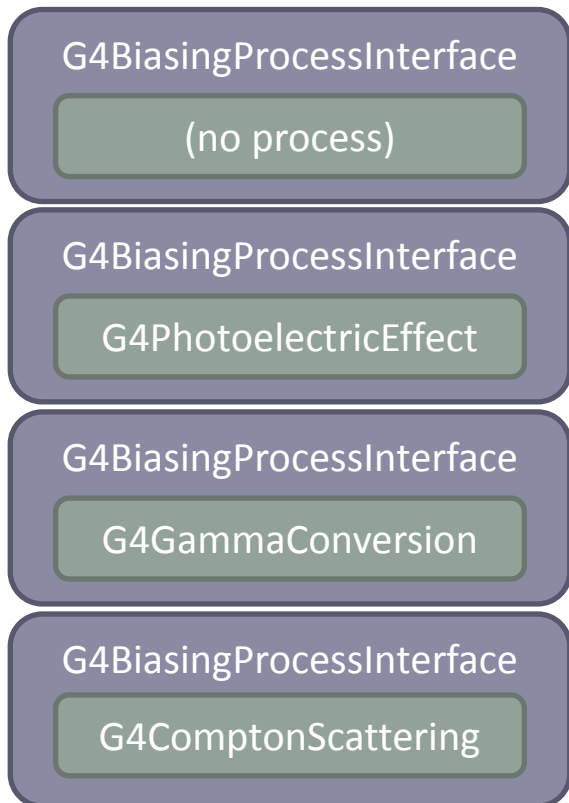 G4BiasingProcessInterface
(no process)
G4BiasingProcessInterface
G4PhotoelectricEffect
G4BiasingProcessInterface
G4GammaConversion
G4BiasingProcessInterface
G4ComptonScattering